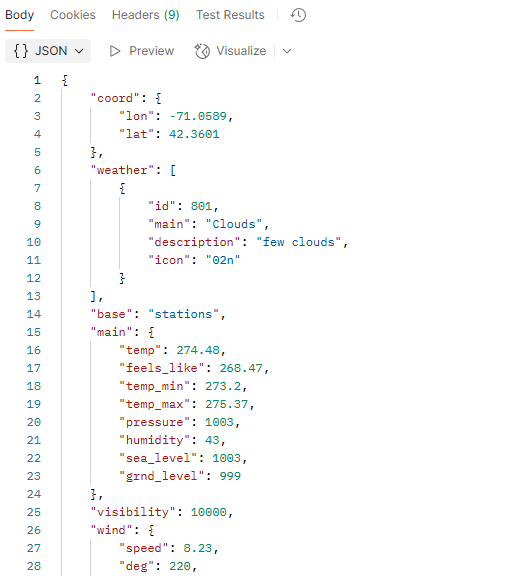 Body Cookies Headers (9) Test Results
{} JSON Preview Visualize
1 {
2 "coord": {
3 "lon": -71.0589,
4 "lat": 42.3601
5 },
6 "weather": [
7 {
8 "id": 801,
9 "main": "Clouds",
10 "description": "few clouds",
11 "icon": "02n"
12 }
13 ],
14 "base": "stations",
15 "main": {
16 "temp": 274.48,
17 "feels_like": 268.47,
18 "temp_min": 273.2,
19 "temp_max": 275.37,
20 "pressure": 1003,
21 "humidity": 43,
22 "sea_level": 1003,
23 "grnd_level": 999
24 },
25 "visibility": 10000,
26 "wind": {
27 "speed": 8.23,
28 "deg": 220,